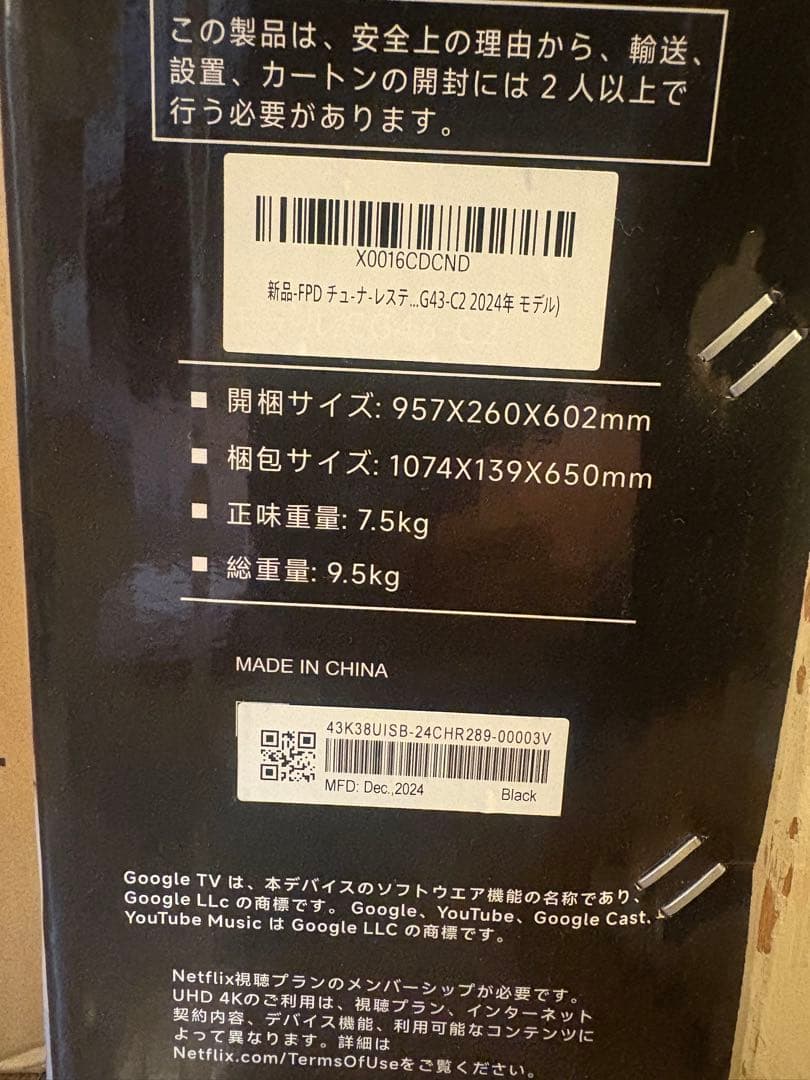 この製品は、安全上の理由から、輸送、
設置、カートンの開封には 2 人以上で
行う必要があります。
X0016CDCND
新品-FPD チューナーレステ...G43-C2 2024年 モデル)
■ 開梱サイズ: 957X260X602mm
■ 梱包サイズ: 1074X139X650mm
■ 正味重量: 7.5kg
■ 総重量: 9.5kg
MADE IN CHINA
43K38UISB-24CHR289-00003V
MFD: Dec.,2024 Black
Google TV は、本デバイスのソフトウエア機能の名称であり、
Google LLc の商標です。 Google、YouTube、Google Cast、
YouTube Music は Google LLC の商標です。
Netflix視聴プランのメンバーシップが必要です。
UHD 4Kのご利用は、視聴プラン、インターネット
契約内容、デバイス機能、利用可能なコンテンツに
よって異なります。詳細は
Netflix.com/TermsOfUseをご覧ください。